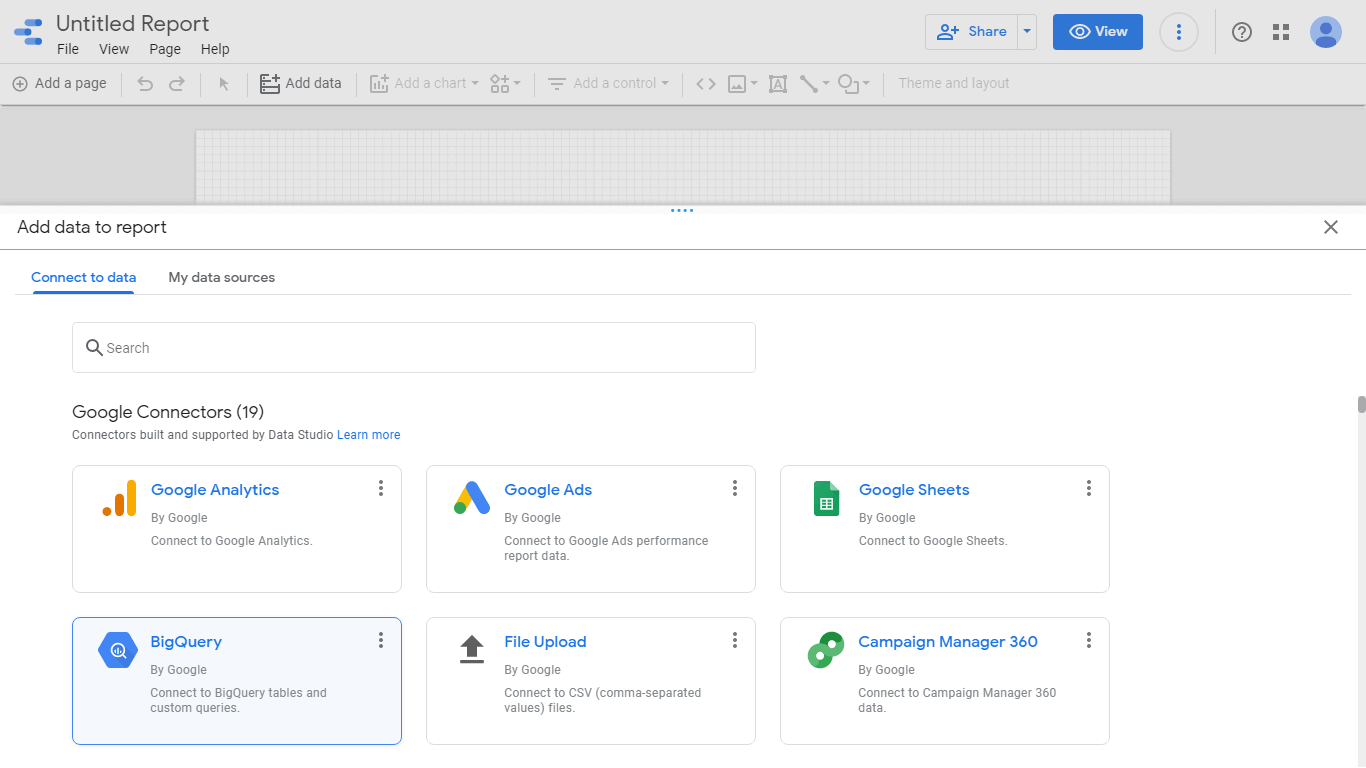 Untitled Report
File View Page Help
Share
View
Add a page
Add data
Add a chart
A
Add a control
Theme and layout
Add data to report
Connect to data
My data sources
Search
Google Connectors (19)
Connectors built and supported by Data Studio Learn more
Google Analytics
By Google
Connect to Google Analytics.
Google Ads
By Google
Connect to Google Ads performance
report data.
Google Sheets
By Google
Connect to Google Sheets.
BigQuery
By Google
Connect to BigQuery tables and
custom queries.
File Upload
By Google
Connect to CSV (comma-separated
values) files.
Campaign Manager 360
By Google
Connect to Campaign Manager 360
data.